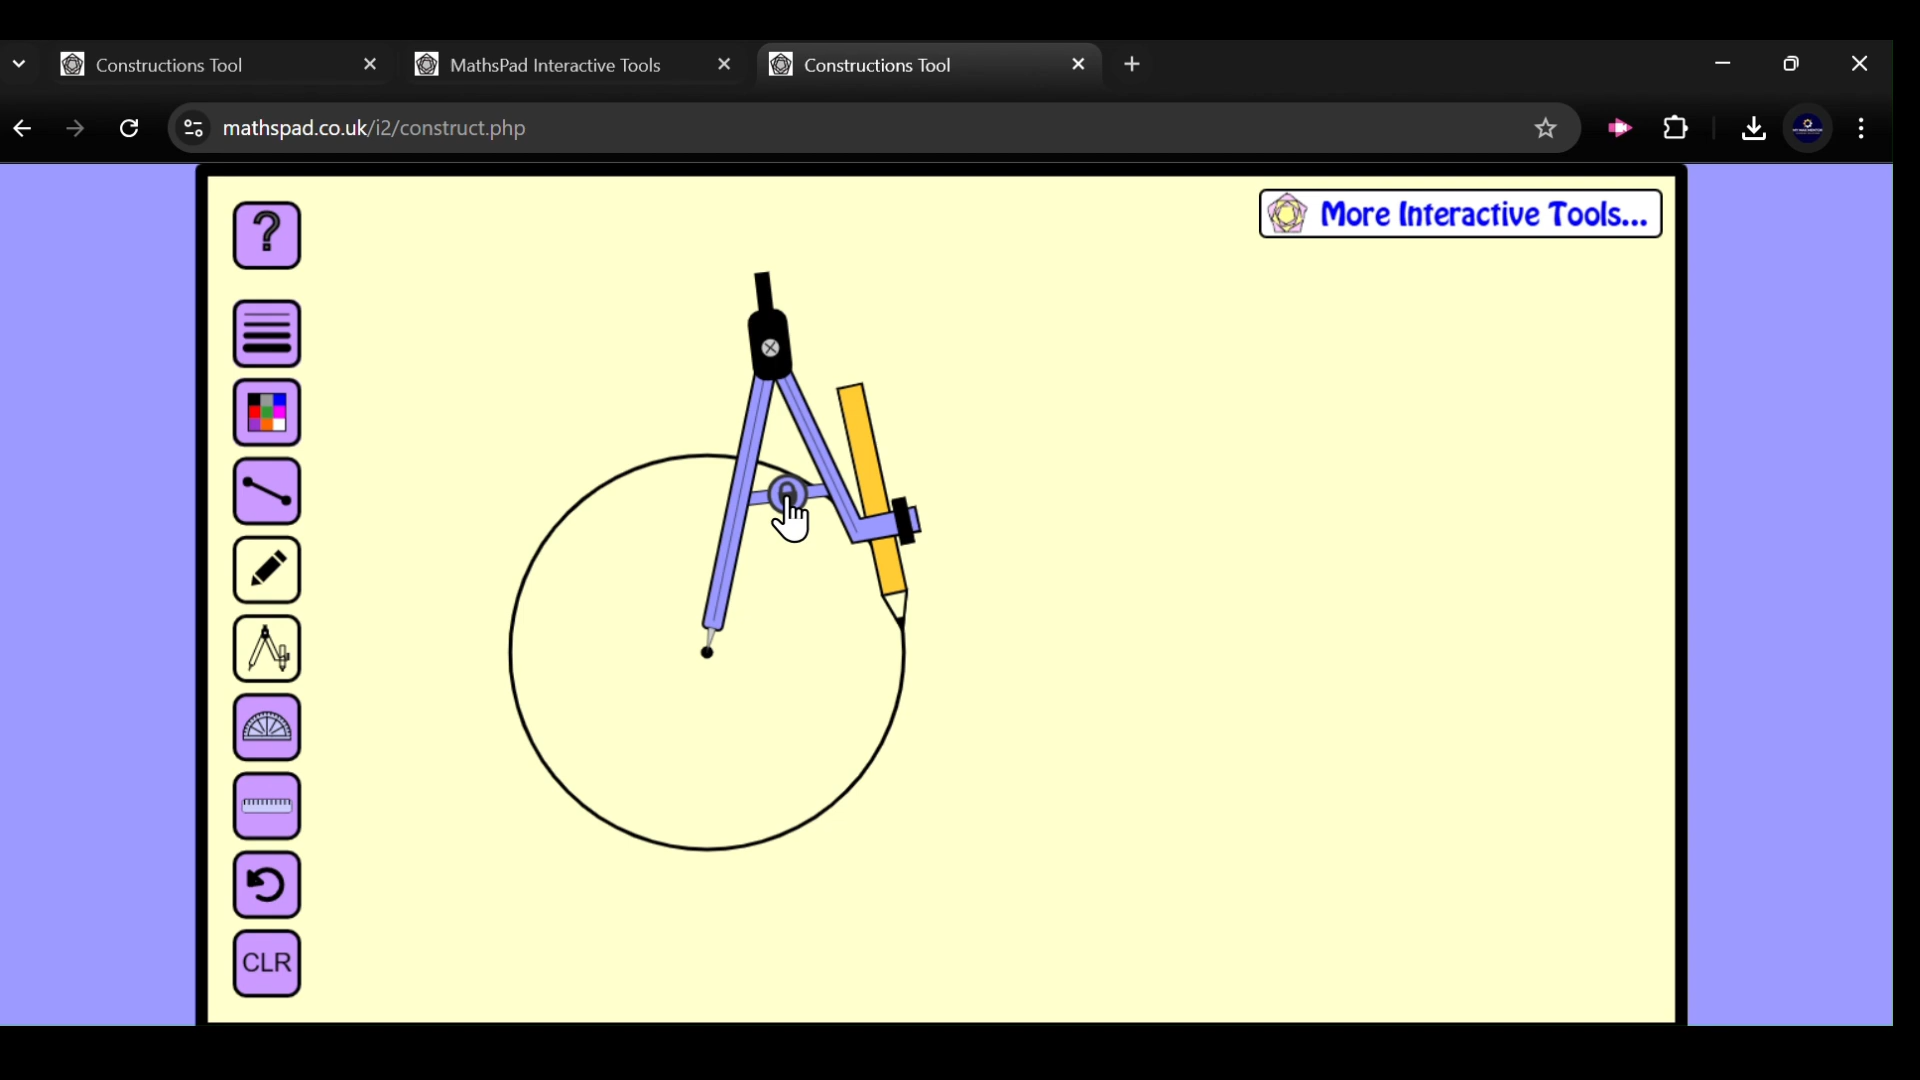 Constructions Tool
MathsPad Interactive Tools
Constructions Tool
mathspad.co.uk/i2/construct.php
More Interactive Tools...
?
CLR